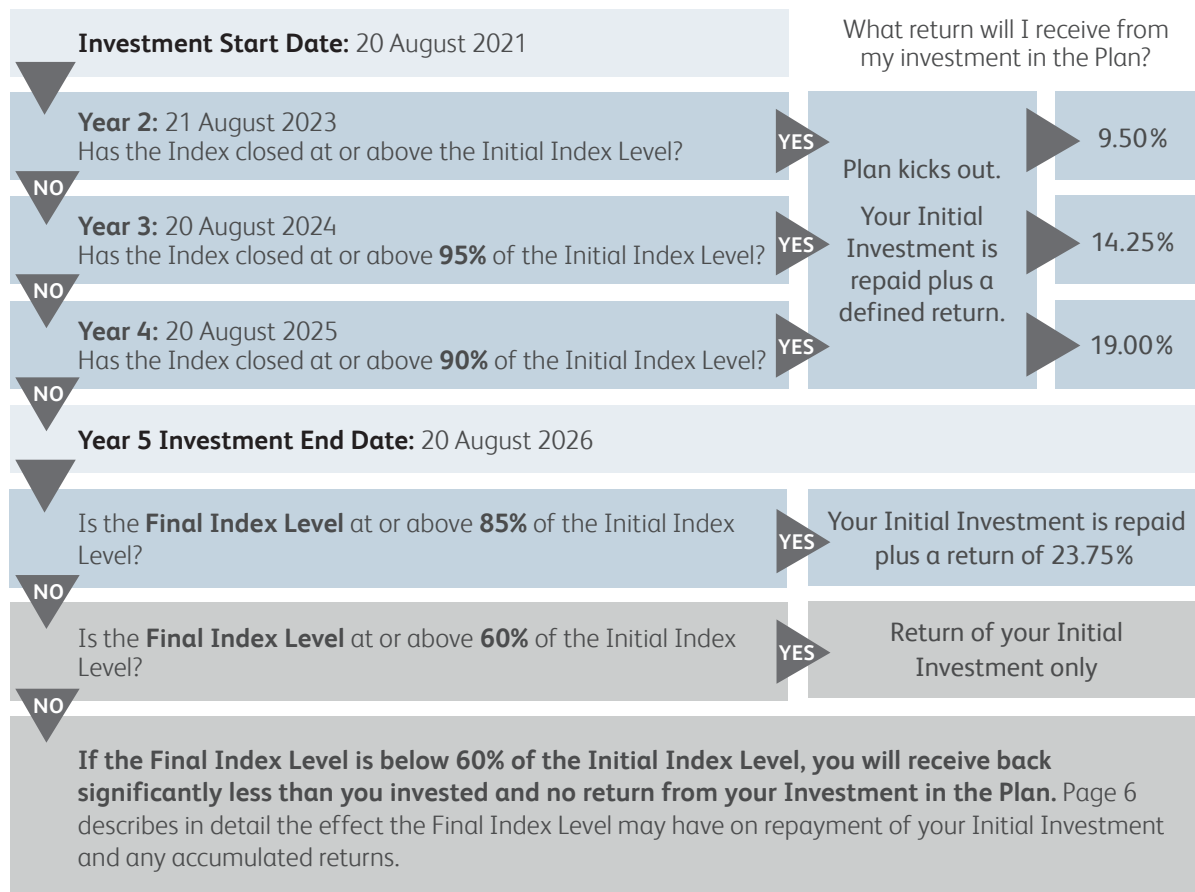 Investment Start Date: 20 August 2021
What return will I receive from
my investment in the Plan?
Year 2: 21 August 2023
Has the Index closed at or above the Initial Index Level?
YES
9.50%
NO
Year 3: 20 August 2024
Has the Index closed at or above 95% of the Initial Index Level?
YES
14.25%
NO
Year 4: 20 August 2025
Has the Index closed at or above 90% of the Initial Index Level?
YES
19.00%
Plan kicks out.
Your Initial
Investment is
repaid plus a
defined return.
NO
Year 5 Investment End Date: 20 August 2026
Is the Final Index Level at or above 85% of the Initial Index
Level?
YES
Your Initial Investment is repaid
plus a return of 23.75%
NO
Is the Final Index Level at or above 60% of the Initial Index
Level?
YES
Return of your Initial
Investment only
NO
If the Final Index Level is below 60% of the Initial Index Level, you will receive back
significantly less than you invested and no return from your Investment in the Plan. Page 6
describes in detail the effect the Final Index Level may have on repayment of your Initial Investment
and any accumulated returns.